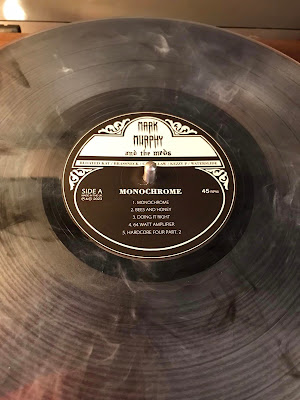 MARK
MURPHY
and the meds
MONOCHROME
SIDE A
45 RPM
1. MONOCHROME
2. BEES AND HONEY
3. DOING IT RIGHT
4. 64 WATT AMPLIFIER
5. HARDCORE FOUR PART. 2